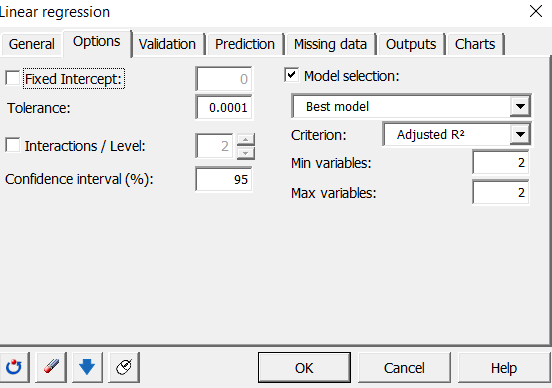 Linear regression
General Options Validation Prediction Missing data Outputs Charts
Fixed Intercept: 0
Tolerance: 0.0001
Interactions / Level: 2
Confidence interval (%): 95
Model selection:
Best model
Criterion: Adjusted R²
Min variables: 2
Max variables: 2
OK Cancel Help